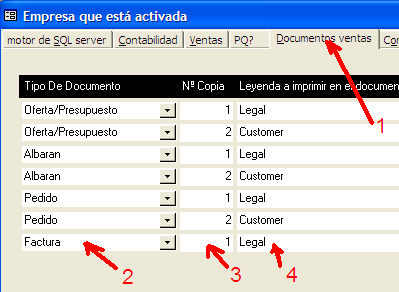 Empresa que está activada
motor de SQL server Contabilidad Ventas PQ? Documentos ventas
Tipo De Documento Nº Copia Leyenda a imprimir en el documen
Oferta/Presupuesto 1 Legal
Oferta/Presupuesto 2 Customer
Albaran 1 Legal
Albaran 2 Customer
Pedido 1 Legal
Pedido 2 Customer
Factura 1 Legal
1
2 3 4